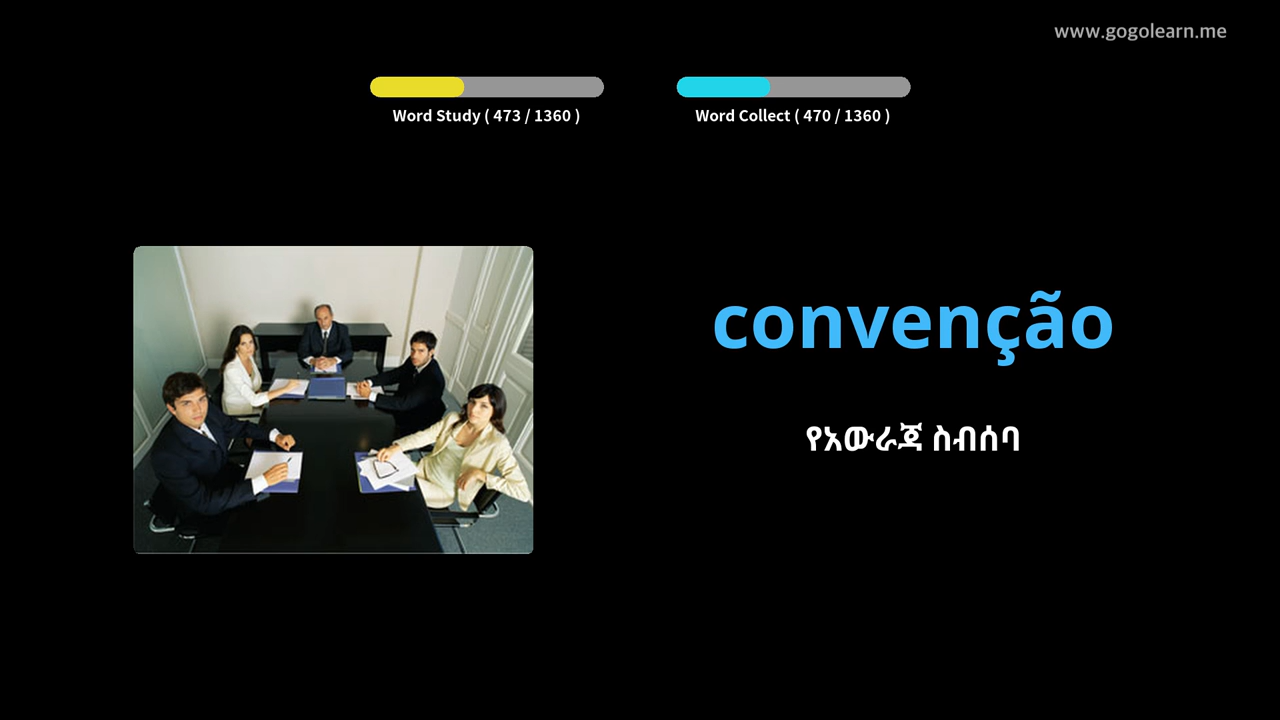 www.gogolearn.me
Word Study ( 473 / 1360 )
Word Collect ( 470 / 1360 )
convenção
የአውራጃ ስብሰባ